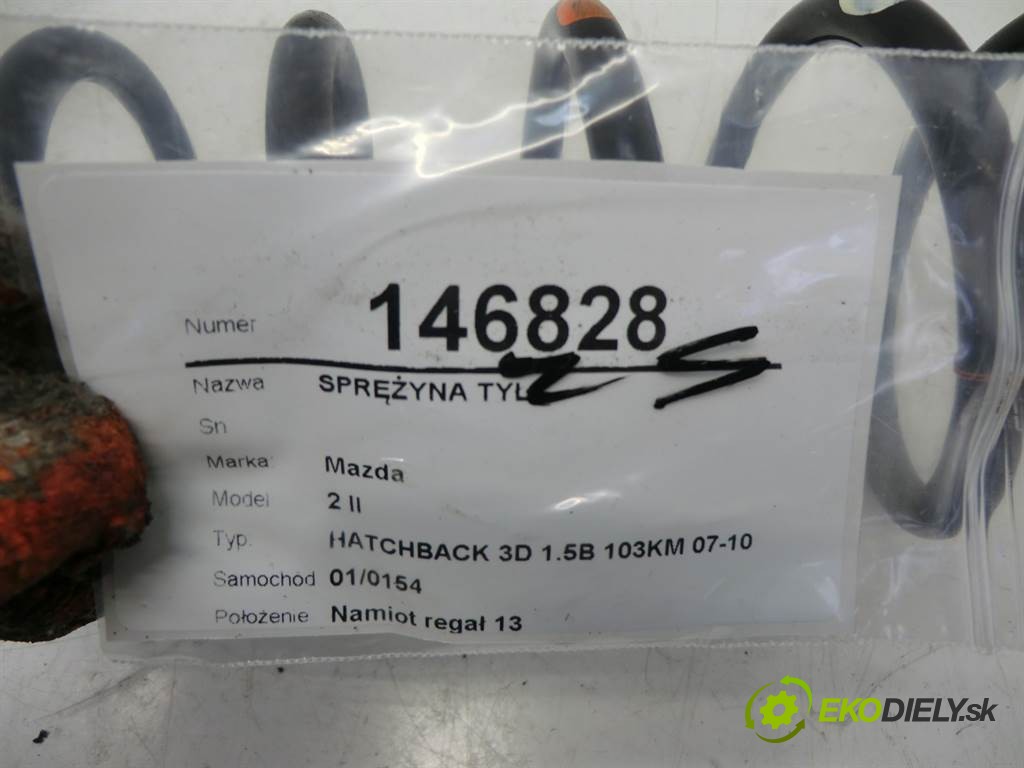 Numer 146828
Nazwa SPRĘŻYNA TYŁ
Sn
Marka Mazda
Model 2 II
Typ. HATCHBACK 3D 1.5B 103KM 07-10
Samochód 01/0154
Położenie Namiot regał 13
EKODIELY.sk